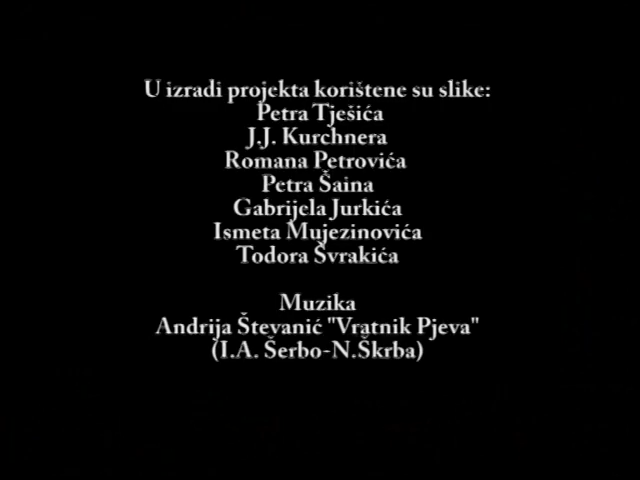 U izradi projekta korištene su slike:
Petra Tješića
J.J. Kurchnera
Romana Petrovića
Petra Šaina
Gabrijela Jurkića
Ismeta Mujezinovića
Todora Švrakića
Muzika
Andrija Števanić "Vratnik Pjeva"
(I.A. Šerbo-N.Škrba)